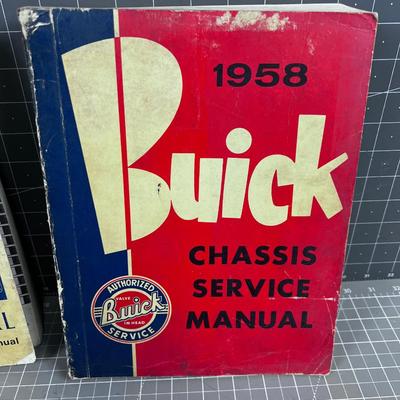 1958
Buick
CHASSIS
SERVICE
MANUAL
AUTHORIZED
VALVE
Buick
IN HEAD
SERVICE